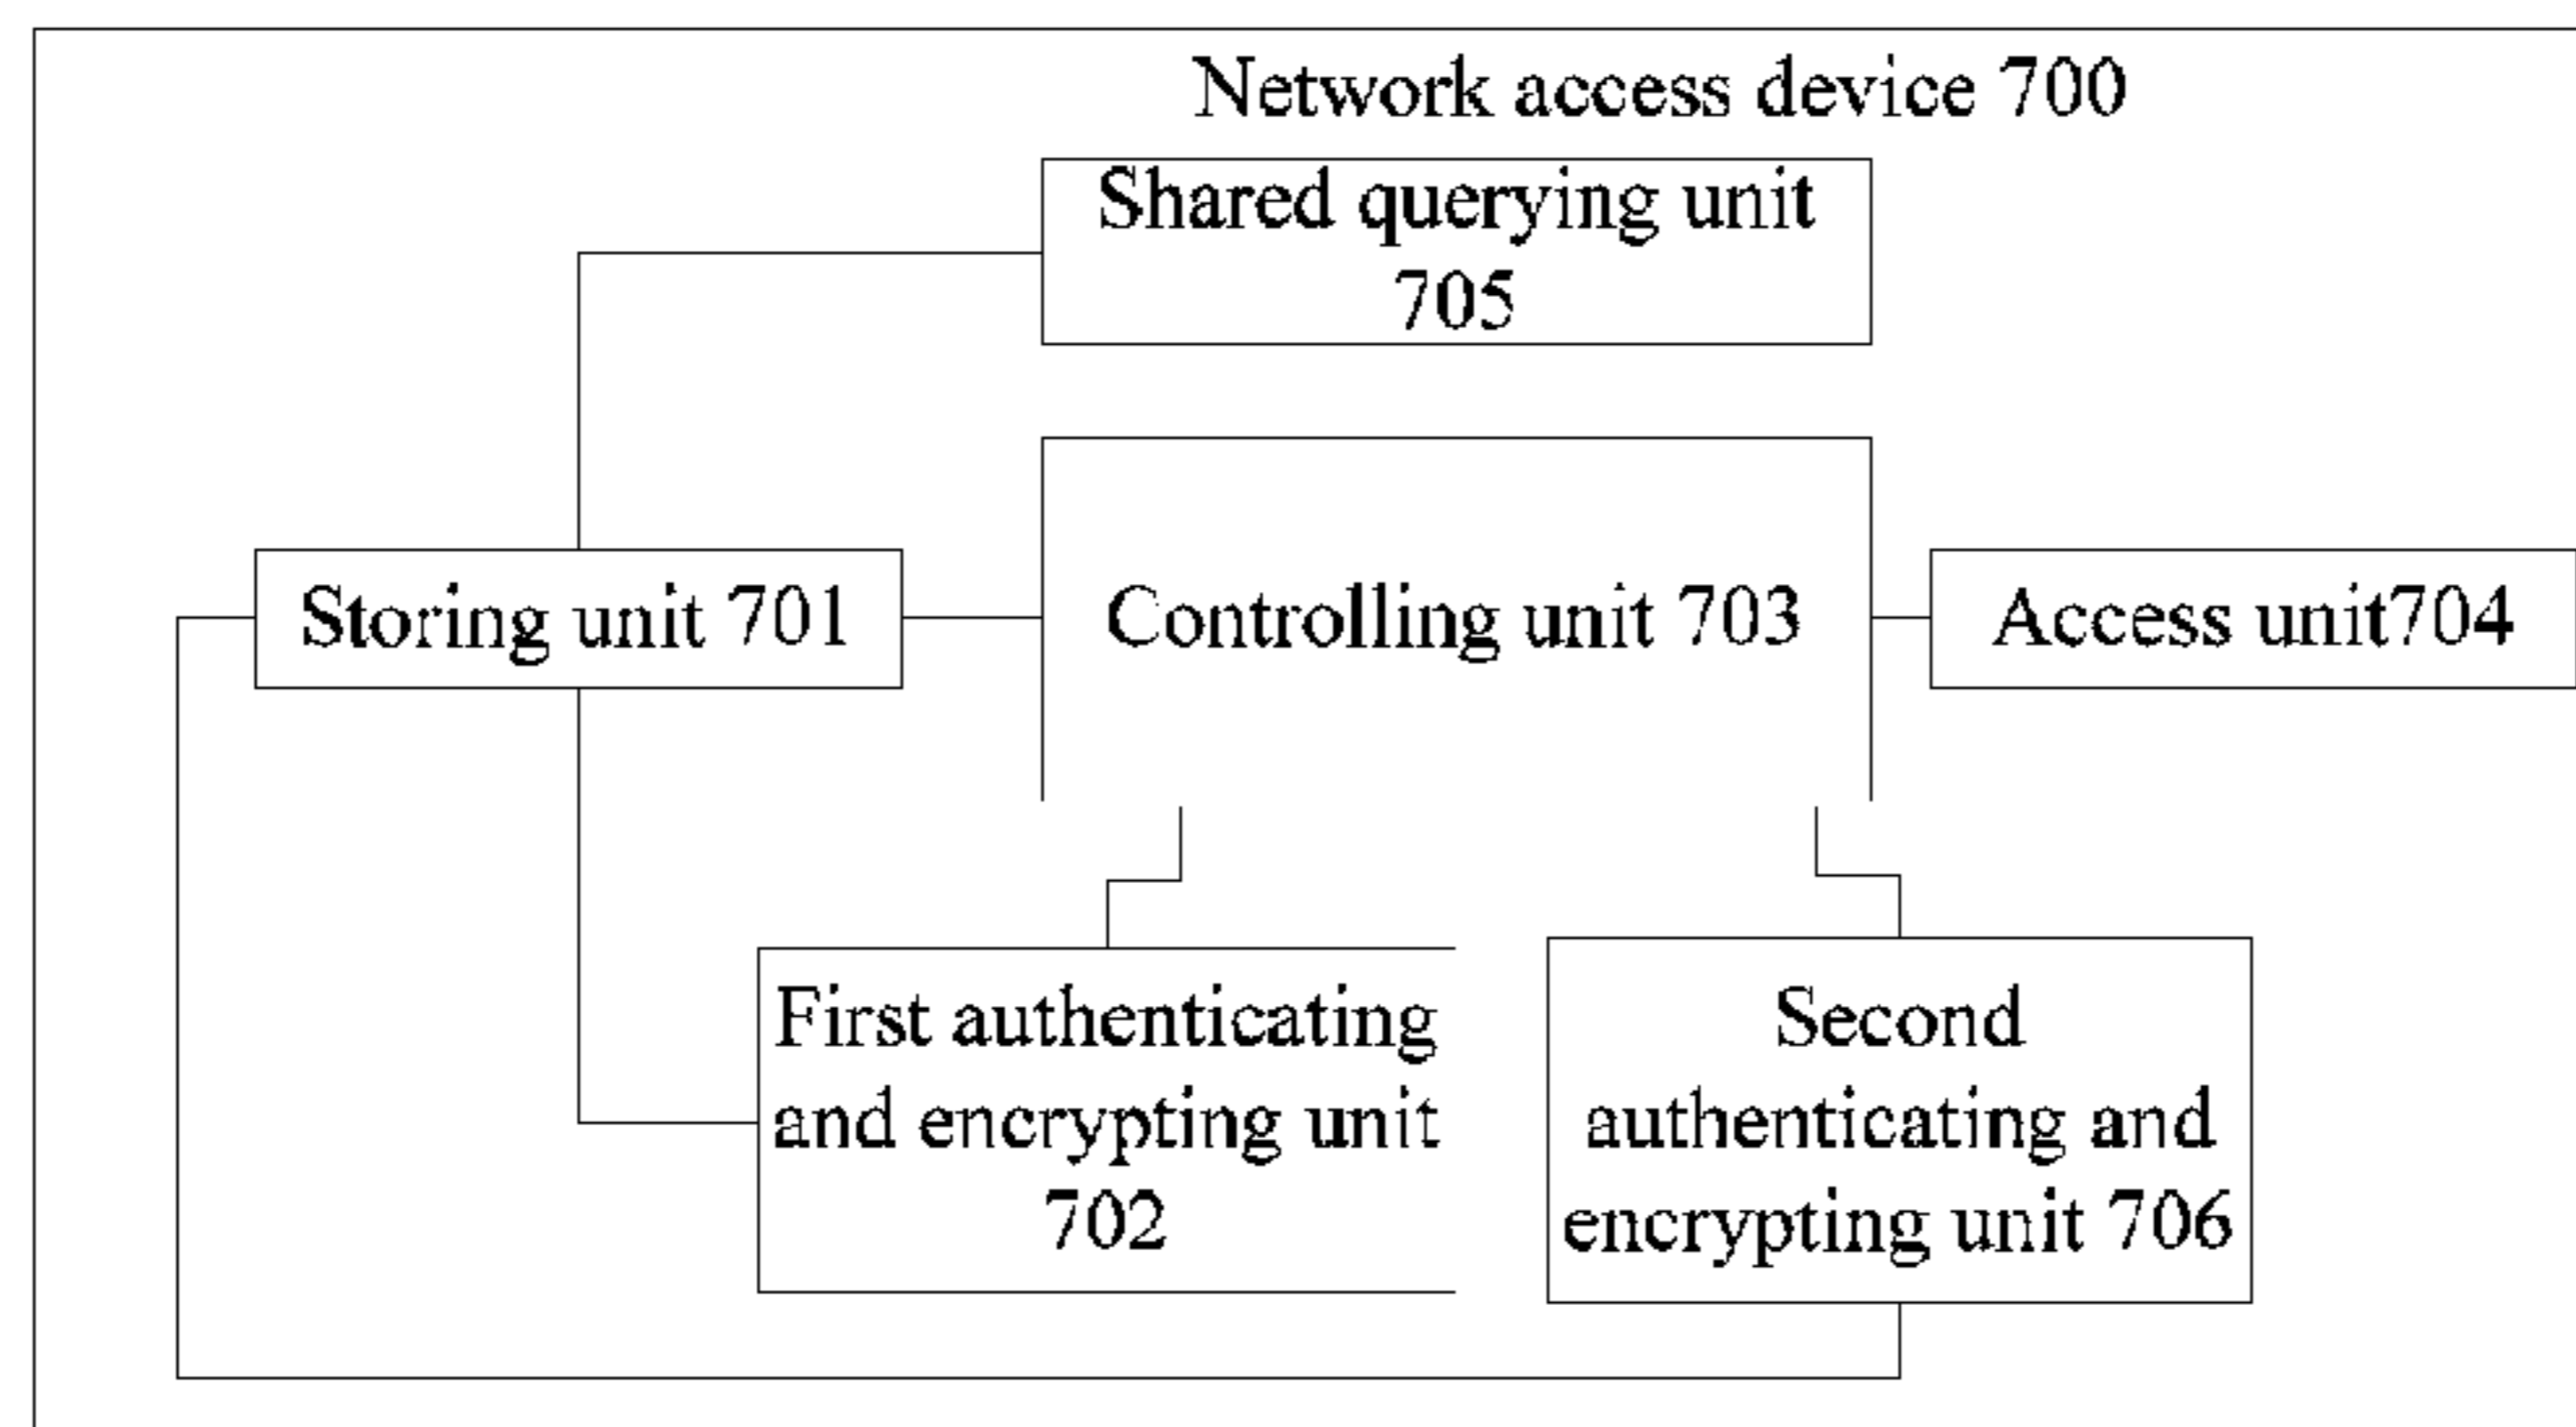 Network access device 700
Shared querying unit
705
Storing unit 701
Controlling unit 703
Access unit704
First authenticating
and encrypting unit
702
Second
authenticating and
encrypting unit 706